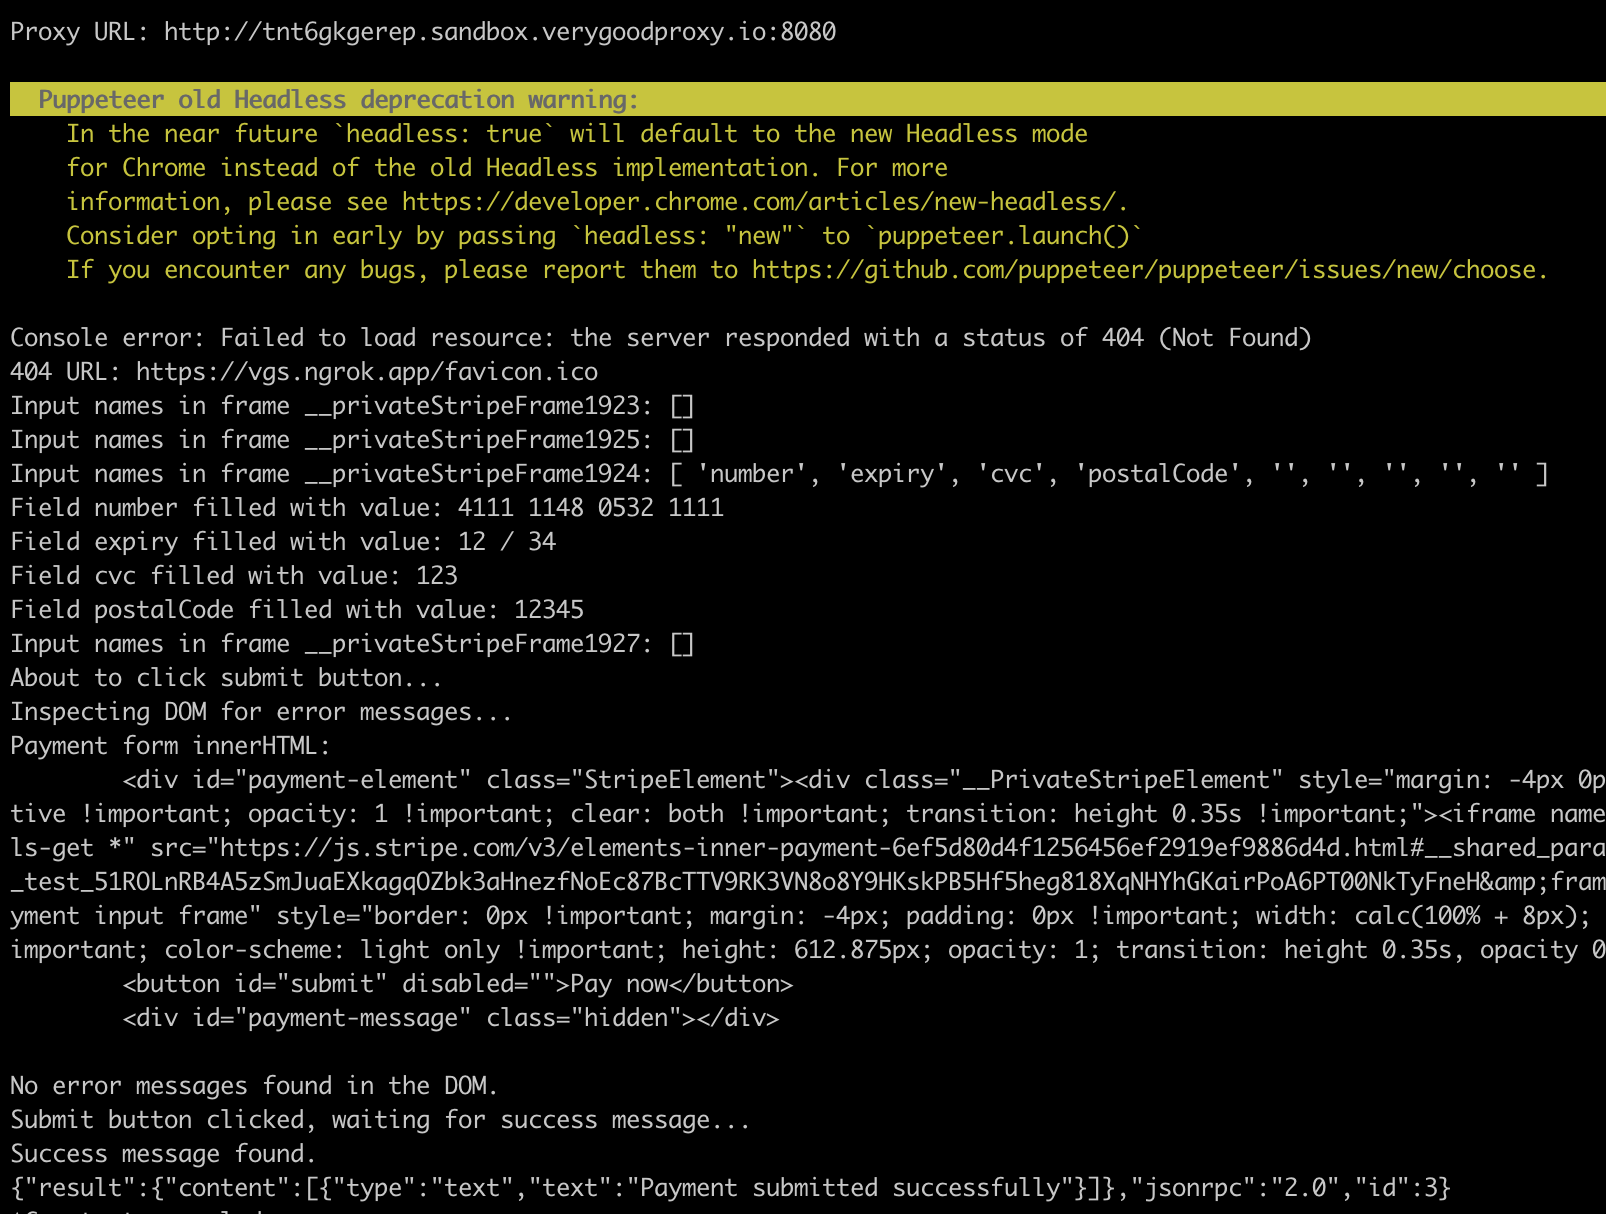 Proxy URL: http://tnt6gkgerep.sandbox.verygoodproxy.io:8080
Puppeteer old Headless deprecation warning:
In the near future `headless: true` will default to the new Headless mode
for Chrome instead of the old Headless implementation. For more
information, please see https://developer.chrome.com/articles/new-headless/.
Consider opting in early by passing `headless: "new"` to `puppeteer.launch()`
If you encounter any bugs, please report them to https://github.com/puppeteer/puppeteer/issues/new/choose.
Console error: Failed to load resource: the server responded with a status of 404 (Not Found)
404 URL: https://vgs.ngrok.app/favicon.ico
Input names in frame __privateStripeFrame1923: []
Input names in frame __privateStripeFrame1925: []
Input names in frame __privateStripeFrame1924: [ 'number', 'expiry', 'cvc', 'postalCode', '', '', '', '', '' ]
Field number filled with value: 4111 1148 0532 1111
Field expiry filled with value: 12 / 34
Field cvc filled with value: 123
Field postalCode filled with value: 12345
Input names in frame __privateStripeFrame1927: []
About to click submit button...
Inspecting DOM for error messages...
Payment form innerHTML:
<div id="payment-element" class="StripeElement"><div class="__PrivateStripeElement" style="margin: -4px 0p
tive !important; opacity: 1 !important; clear: both !important; transition: height 0.35s !important;"><iframe name
ls-get *" src="https://js.stripe.com/v3/elements-inner-payment-6ef5d80d4f1256456ef2919ef9886d4d.html#__shared_para
_test_51ROLnRB4A5zSmJuaEXkagqOZbk3aHnezfNoEc87BcTTV9RK3VN8o8Y9HKskPB5Hf5heg818XqNHYhGKairPoA6PT00NkTyFneH&amp;fram
yment input frame" style="border: 0px !important; margin: -4px; padding: 0px !important; width: calc(100% + 8px);
important; color-scheme: light only !important; height: 612.875px; opacity: 1; transition: height 0.35s, opacity 0
<button id="submit" disabled="">Pay now</button>
<div id="payment-message" class="hidden"></div>
No error messages found in the DOM.
Submit button clicked, waiting for success message...
Success message found.
{"result":{"content":[{"type":"text","text":"Payment submitted successfully"}]},"jsonrpc":"2.0","id":3}